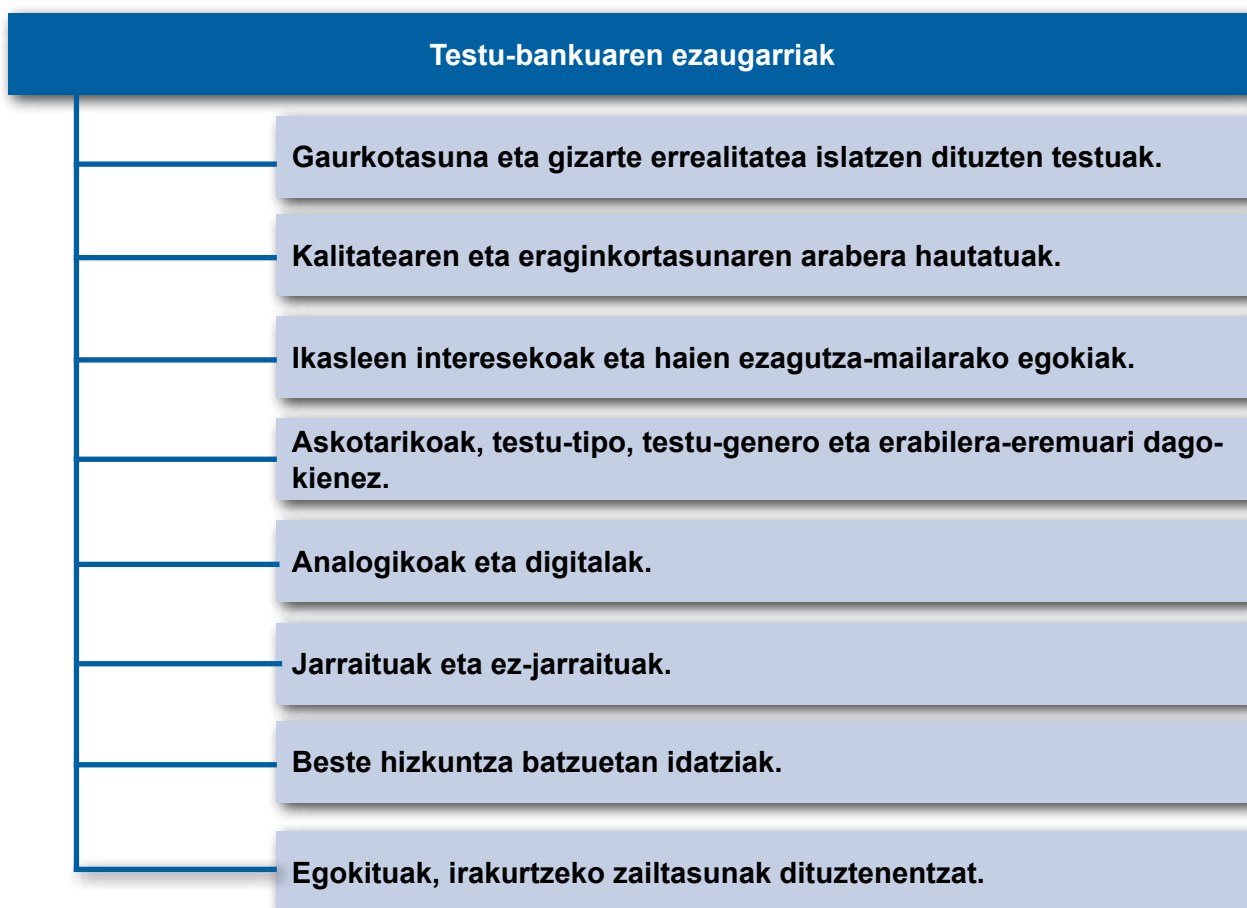 Testu-bankuaren ezaugarriak
Gaurkotasuna eta gizarte errealitatea islatzen dituzten testuak.
Kalitatearen eta eraginkortasunaren arabera hautatuak.
Ikasleen interesekoak eta haien ezagutza-mailarako egokiak.
Askotarikoak, testu-tipo, testu-genero eta erabilera-eremuari dago-
kienez.
Analogikoak eta digitalak.
Jarraituak eta ez-jarraituak.
Beste hizkuntza batzuetan idatziak.
Egokituak, irakurtzeko zailtasunak dituztenentzat.